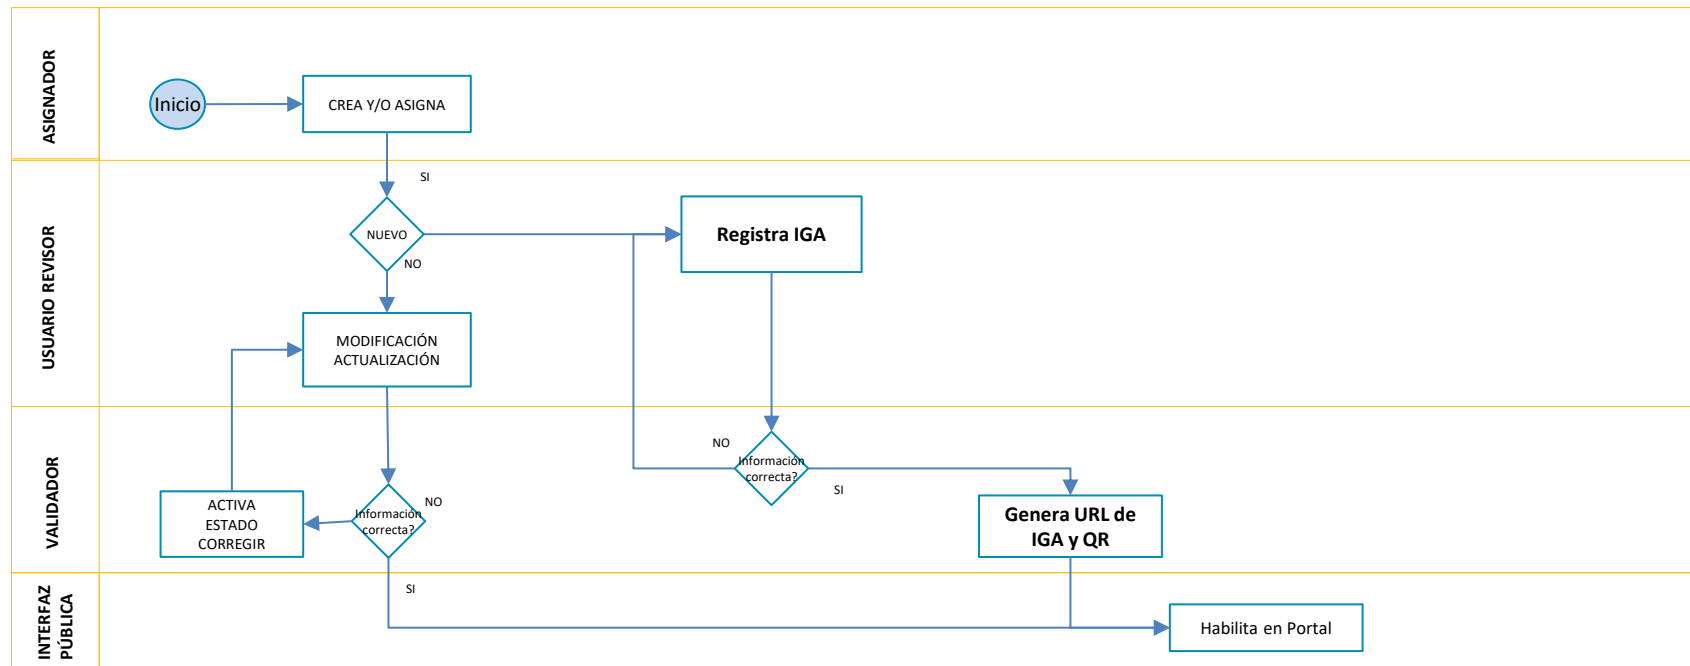 ASIGNADOR
Inicio
CREA Y/O ASIGNA
USUARIO REVISOR
SI
NUEVO
NO
Registra IGA
MODIFICACIÓN
ACTUALIZACIÓN
VALIDADOR
NO
Información
correcta?
SI
ACTIVA
ESTADO
CORREGIR
Información
correcta?
NO
SI
Genera URL de
IGA y QR
INTERFAZ
PÚBLICA
Habilita en Portal